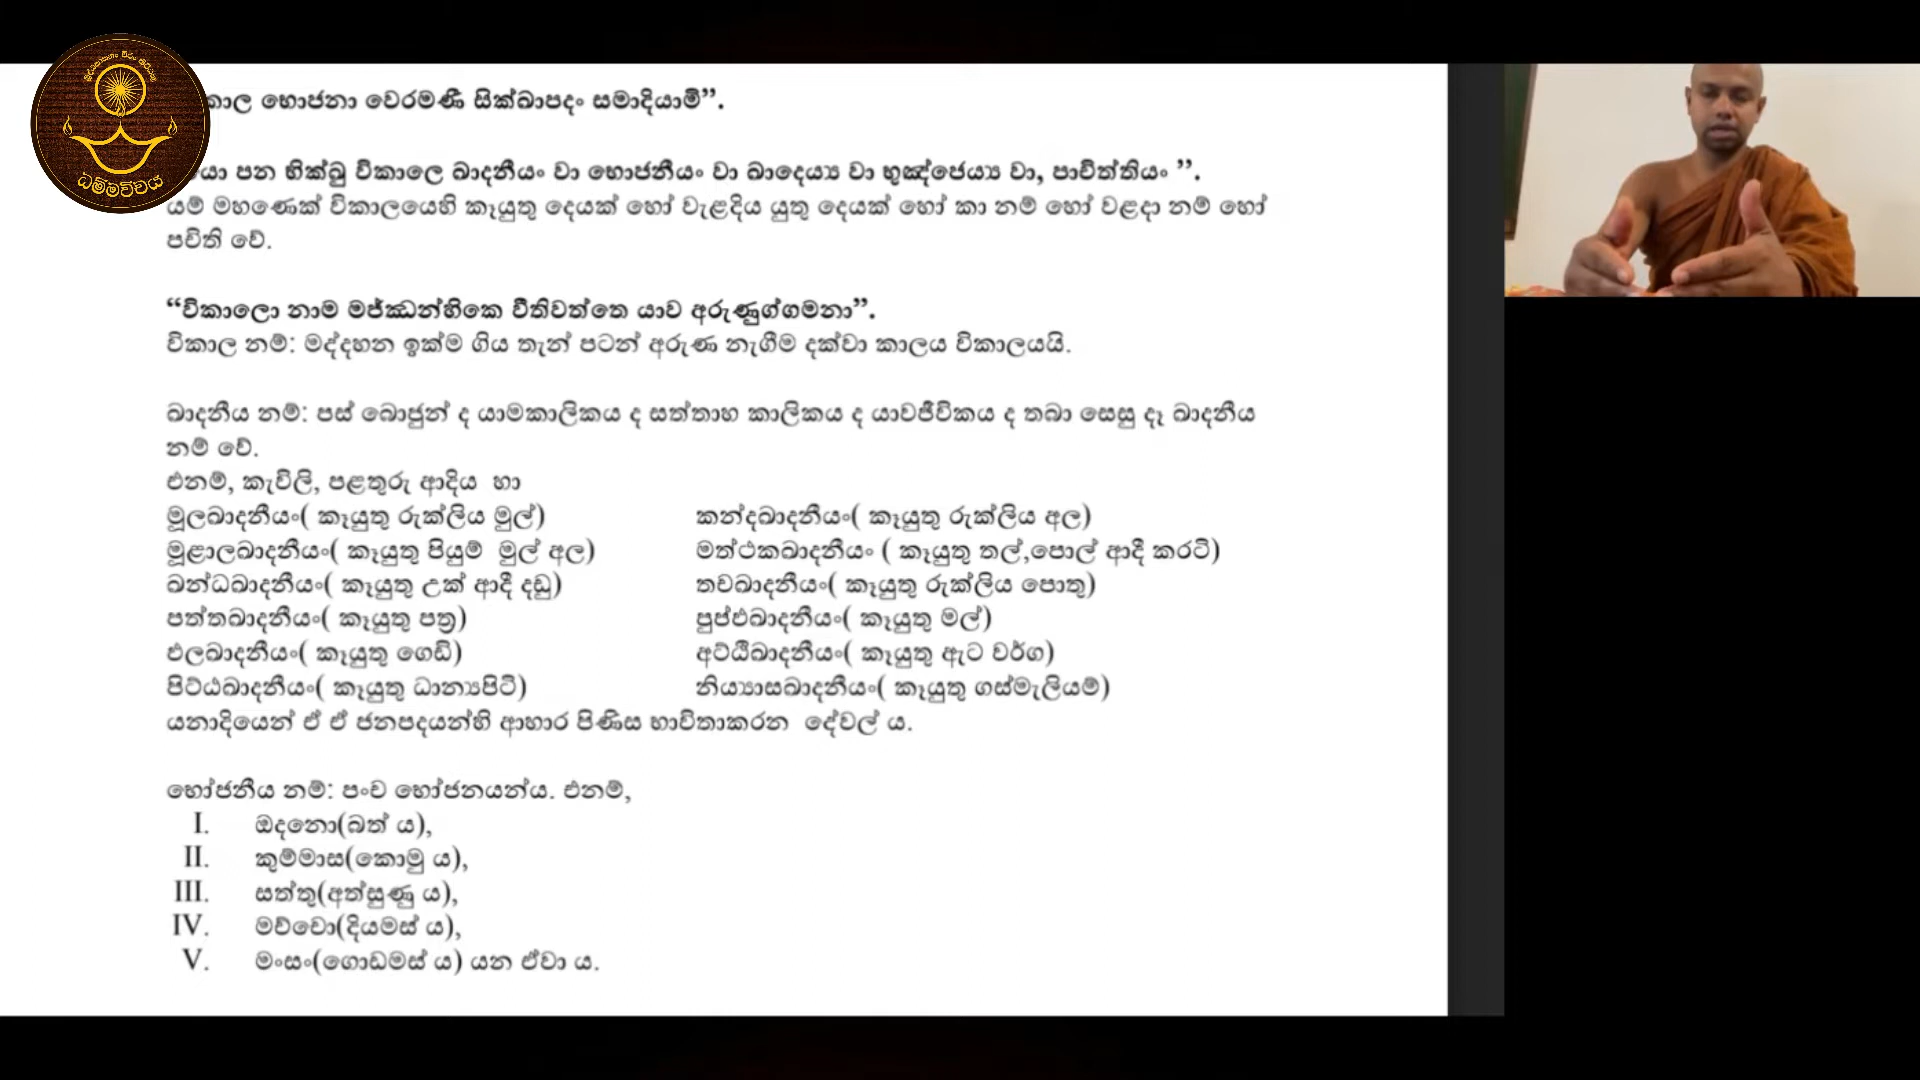 ධම්මවිචය
කාල භොජනා වෙරමණී සික්ඛාපදං සමාදියාමි”.
යො පන භික්ඛු විකාලෙ ඛාදනීයං වා භොජනීයං වා ඛාදෙය්‍ය වා භුඤ්ජෙය්‍ය වා, පාචිත්තියං ”.
යම් මහණෙක් විකාලයෙහි කෑයුතු දෙයක් හෝ වැළඳිය යුතු දෙයක් හෝ කා නම් හෝ වළඳා නම් හෝ
පචිති වේ.
“විකාලො නාම මජ්ඣන්හිකෙ වීතිවත්තෙ යාව අරුණුග්ගමනා”.
විකාල නම්: මද්දහන ඉක්ම ගිය තැන් පටන් අරුණ නැගීම දක්වා කාලය විකාලයයි.
ඛාදනීය නම්: පස් බොජුන් ද යාමකාලිකය ද සත්තාහ කාලිකය ද යාවජීවිකය ද තබා සෙසු දෑ ඛාදනීය
නම් වේ.
එනම්, කැවිලි, පළතුරු ආදිය හා
මූලඛාදනීයං( කෑයුතු රුක්ලිය මුල්) කන්දඛාදනීයං( කෑයුතු රුක්ලිය අල)
මූළාලඛාදනීයං( කෑයුතු පියුම් මුල් අල) මත්ථකඛාදනීයං ( කෑයුතු තල්,පොල් ආදී කරටි)
ඛන්ධඛාදනීයං( කෑයුතු උක් ආදී දඬු) තචඛාදනීයං( කෑයුතු රුක්ලිය පොතු)
පත්තඛාදනීයං( කෑයුතු පත්‍ර) පුප්ඵඛාදනීයං( කෑයුතු මල්)
ඵලඛාදනීයං( කෑයුතු ගෙඩි) අට්ඨිඛාදනීයං( කෑයුතු ඇට වර්ග)
පිට්ඨඛාදනීයං( කෑයුතු ධාන්‍යපිටි) නිය්‍යාසඛාදනීයං( කෑයුතු ගස්මැලියම්)
යනාදියෙන් ඒ ඒ ජනපදයන්හි ආහාර පිණිස භාවිතාකරන දේවල් ය.
භෝජනීය නම්: පංච භෝජනයන්ය. එනම්,
I. ඔදනො(බත් ය),
II. කුම්මාස(කොමු ය),
III. සත්තු(අත්සුණු ය),
IV. මච්චො(දියමස් ය),
V. මංසං(ගොඩමස් ය) යන ඒවා ය.